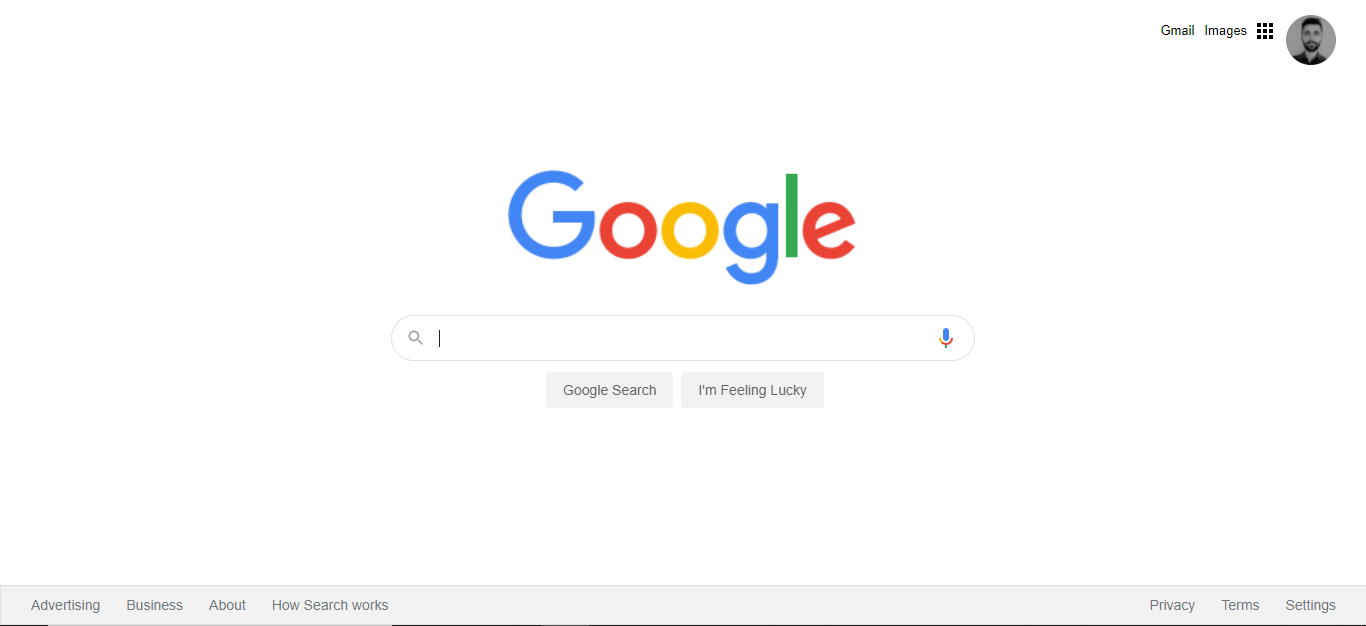 Gmail Images
Google
Google Search I'm Feeling Lucky
Advertising Business About How Search works Privacy Terms Settings